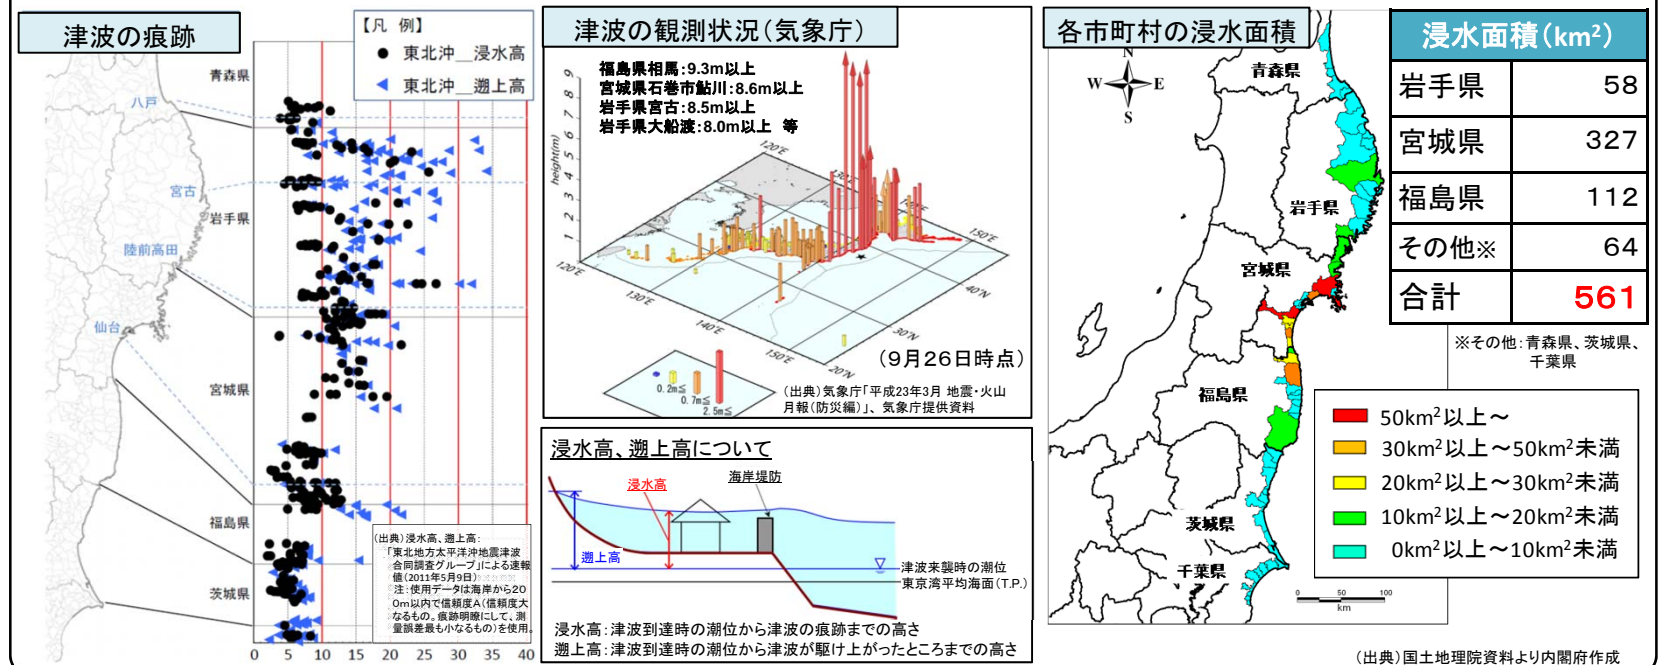 津波の痕跡
【凡 例】
東北沖__浸水高
東北沖__遡上高
青森県
八戸
宮古
岩手県
陸前高田
仙台
宮城県
福島県
茨城県
(出典)浸水高、遡上高:
「東北地方太平洋沖地震津波
合同調査グループ」による速報
値(2011年5月9日)
注:使用データは海岸から20
0m以内で信頼度A(信頼度大
なるもの。痕跡明瞭にして、測
量誤差最も小なるもの)を使用。
0 5 10 15 20 25 30 35 40
津波の観測状況(気象庁)
福島県相馬:9.3m以上
宮城県石巻市鮎川:8.6m以上
岩手県宮古:8.5m以上
岩手県大船渡:8.0m以上 等
height(m)
9
8
7
6
5
4
3
2
1
120°E
130°E
150°E
120°E
130°E
140°E
150°E
40°N
30°N
20°N
(9月26日時点)
0.2m≦
0.7m≦
2.5m≦
(出典)気象庁「平成23年3月 地震・火山
月報(防災編)」、気象庁提供資料
浸水高、遡上高について
海岸堤防
浸水高
遡上高
津波来襲時の潮位
東京湾平均海面(T.P.)
浸水高:津波到達時の潮位から津波の痕跡までの高さ
遡上高:津波到達時の潮位から津波が駆け上がったところまでの高さ
各市町村の浸水面積
N
W E
S
青森県
岩手県
宮城県
福島県
茨城県
千葉県
浸水面積(km²)
岩手県 58
宮城県 327
福島県 112
その他※ 64
合計 561
※その他:青森県、茨城県、
千葉県
50km²以上～
30km²以上～50km²未満
20km²以上～30km²未満
10km²以上～20km²未満
0km²以上～10km²未満
0 50 100
km
(出典)国土地理院資料より内閣府作成